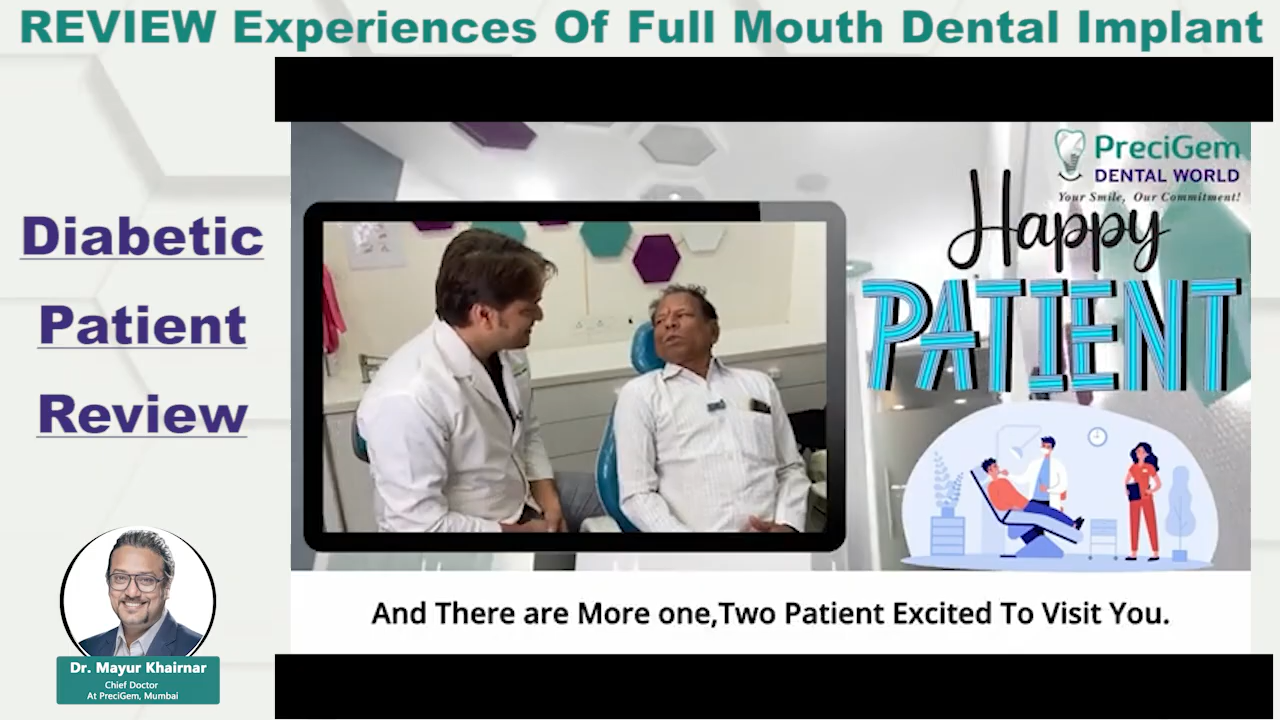 REVIEW Experiences Of Full Mouth Dental Implant
Diabetic
Patient
Review
PreciGem
DENTAL WORLD
Your Smile, Our Commitment!
Happy
PATIENT
And There are More one,Two Patient Excited To Visit You.
Dr. Mayur Khairnar
Chief Doctor
At PreciGem, Mumbai